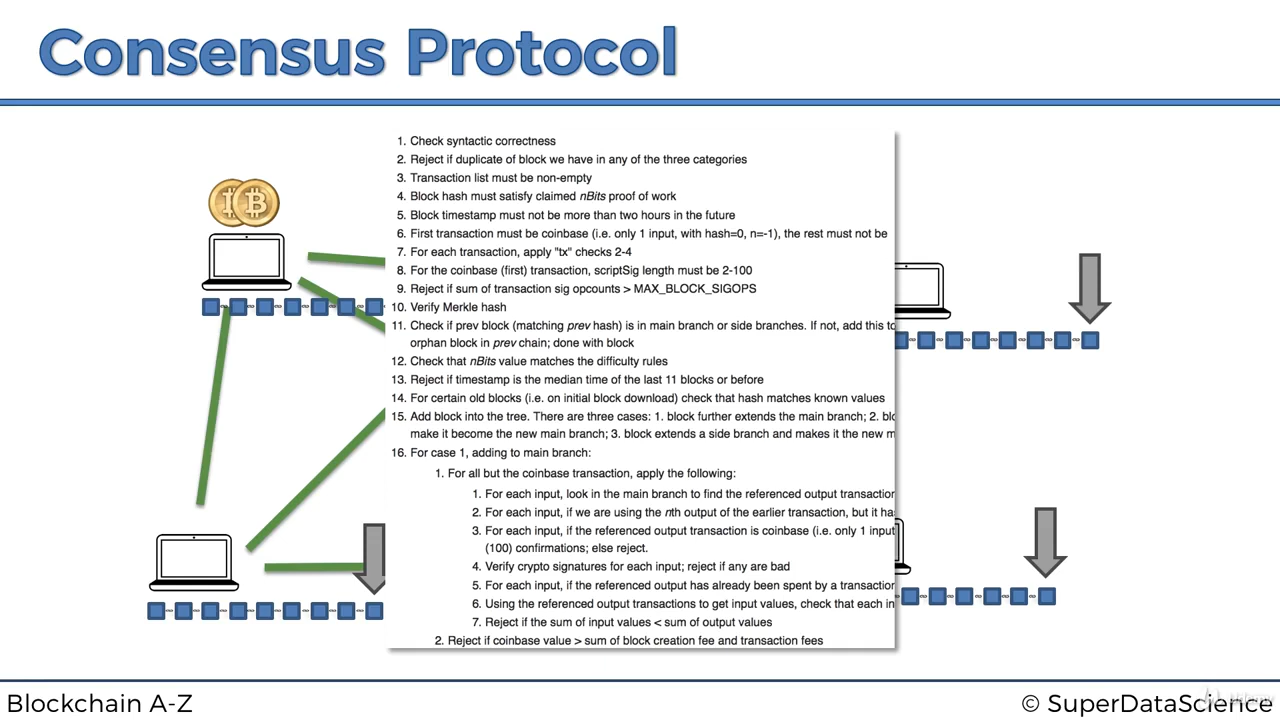 Consensus Protocol
1. Check syntactic correctness
2. Reject if duplicate of block we have in any of the three categories
3. Transaction list must be non-empty
4. Block hash must satisfy claimed nBits proof of work
5. Block timestamp must not be more than two hours in the future
6. First transaction must be coinbase (i.e. only 1 input, with hash=0, n=-1), the rest must not be
7. For each transaction, apply "tx" checks 2-4
8. For the coinbase (first) transaction, scriptSig length must be 2-100
9. Reject if sum of transaction sig opcounts > MAX_BLOCK_SIGOPS
10. Verify Merkle hash
11. Check if prev block (matching prev hash) is in main branch or side branches. If not, add this to
orphan block in prev chain; done with block
12. Check that nBits value matches the difficulty rules
13. Reject if timestamp is the median time of the last 11 blocks or before
14. For certain old blocks (i.e. on initial block download) check that hash matches known values
15. Add block into the tree. There are three cases: 1. block further extends the main branch; 2.
make it become the new main branch; 3. block extends a side branch and makes it the new
16. For case 1, adding to main branch:
1. For all but the coinbase transaction, apply the following:
1. For each input, look in the main branch to find the referenced output transaction
2. For each input, if we are using the nth output of the earlier transaction, but it
3. For each input, if the referenced output transaction is coinbase (i.e. only 1 input
(100) confirmations; else reject.
4. Verify crypto signatures for each input; reject if any are bad
5. For each input, if the referenced output has already been spent by a transaction
6. Using the referenced output transactions to get input values, check that each
7. Reject if the sum of input values < sum of output values
2. Reject if coinbase value > sum of block creation fee and transaction fees
Blockchain A-Z
© SuperDataScience